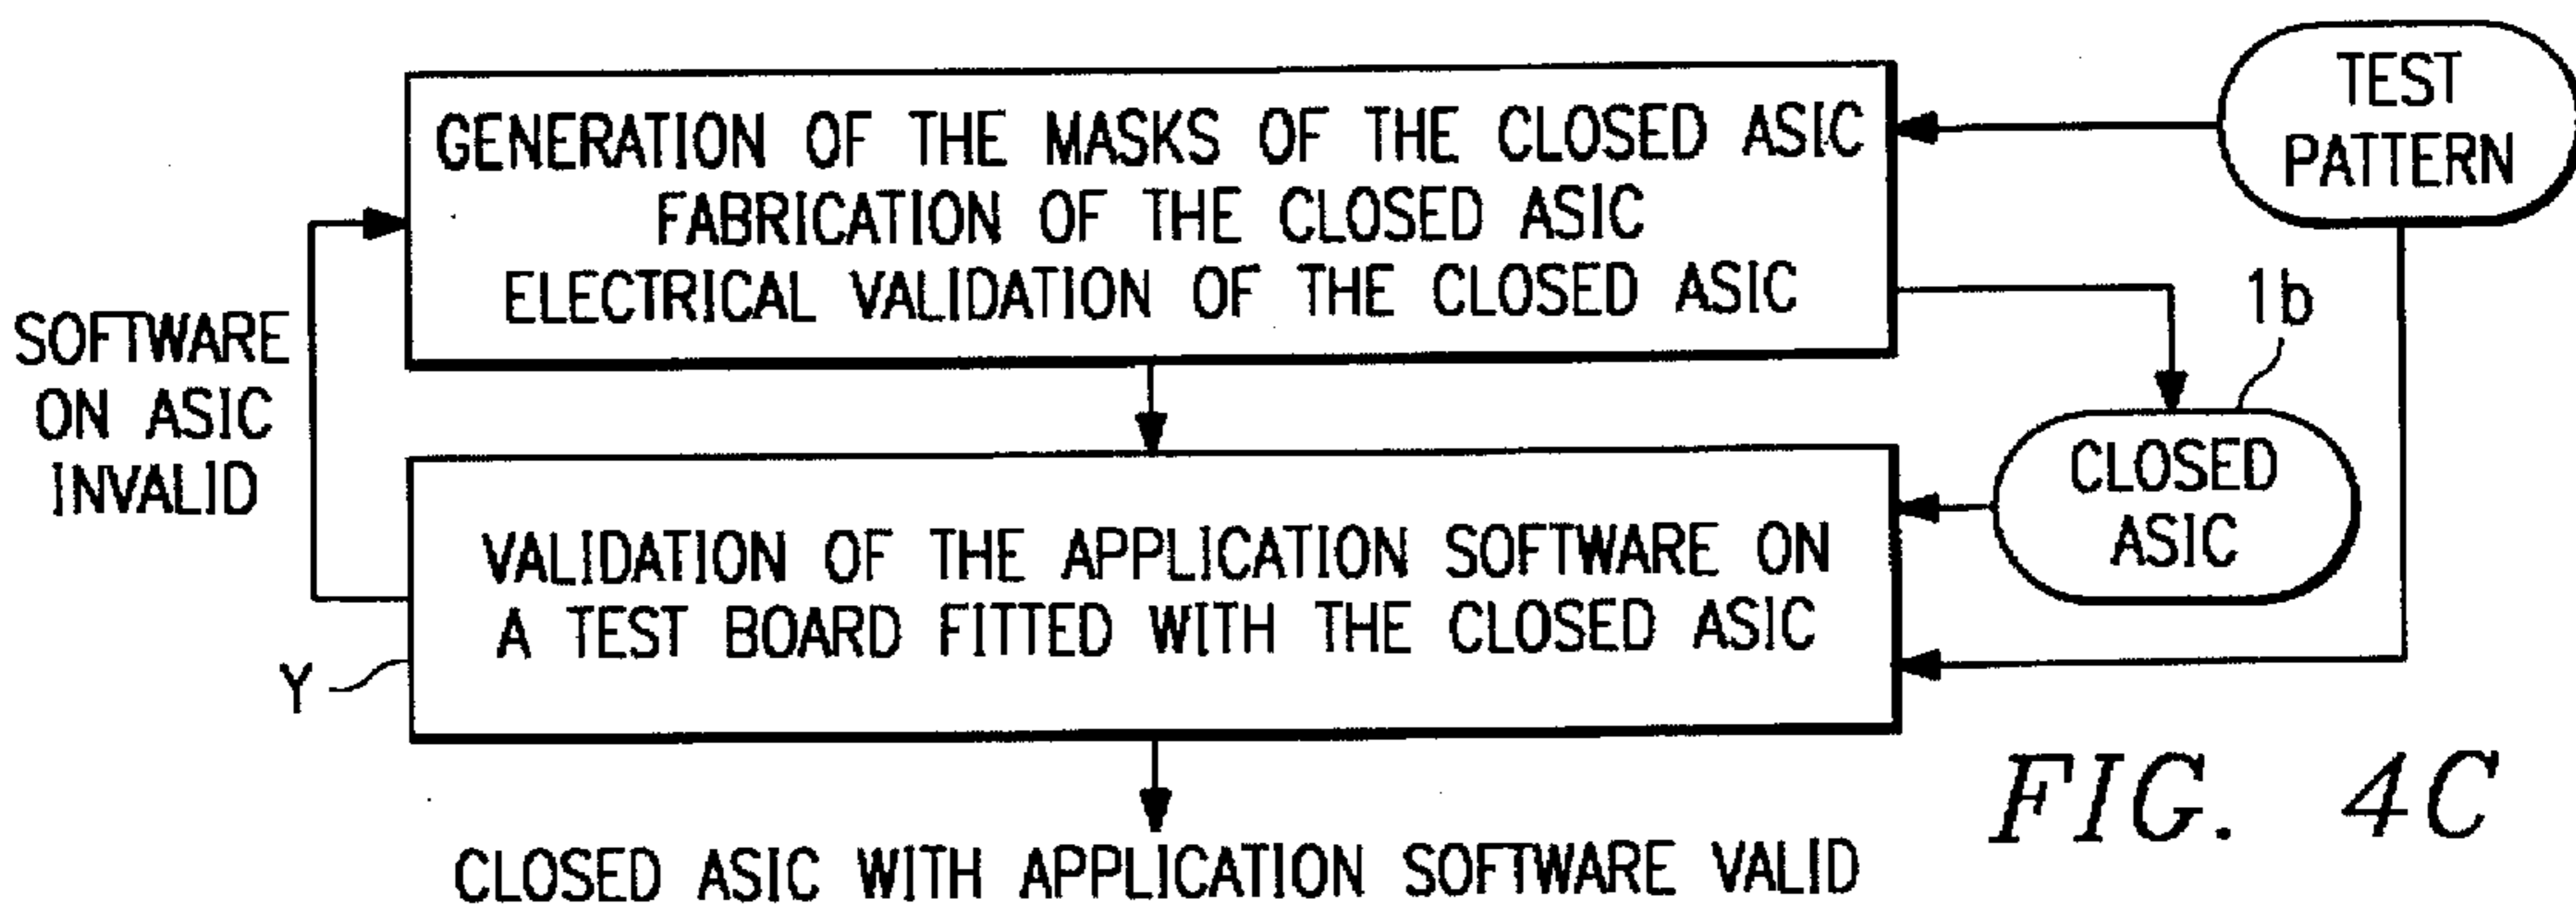 GENERATION OF THE MASKS OF THE CLOSED ASIC
FABRICATION OF THE CLOSED ASIC
ELECTRICAL VALIDATION OF THE CLOSED ASIC
TEST
PATTERN
SOFTWARE
ON ASIC
INVALID
1b
CLOSED
ASIC
VALIDATION OF THE APPLICATION SOFTWARE ON
A TEST BOARD FITTED WITH THE CLOSED ASIC
Y
CLOSED ASIC WITH APPLICATION SOFTWARE VALID
FIG. 4C